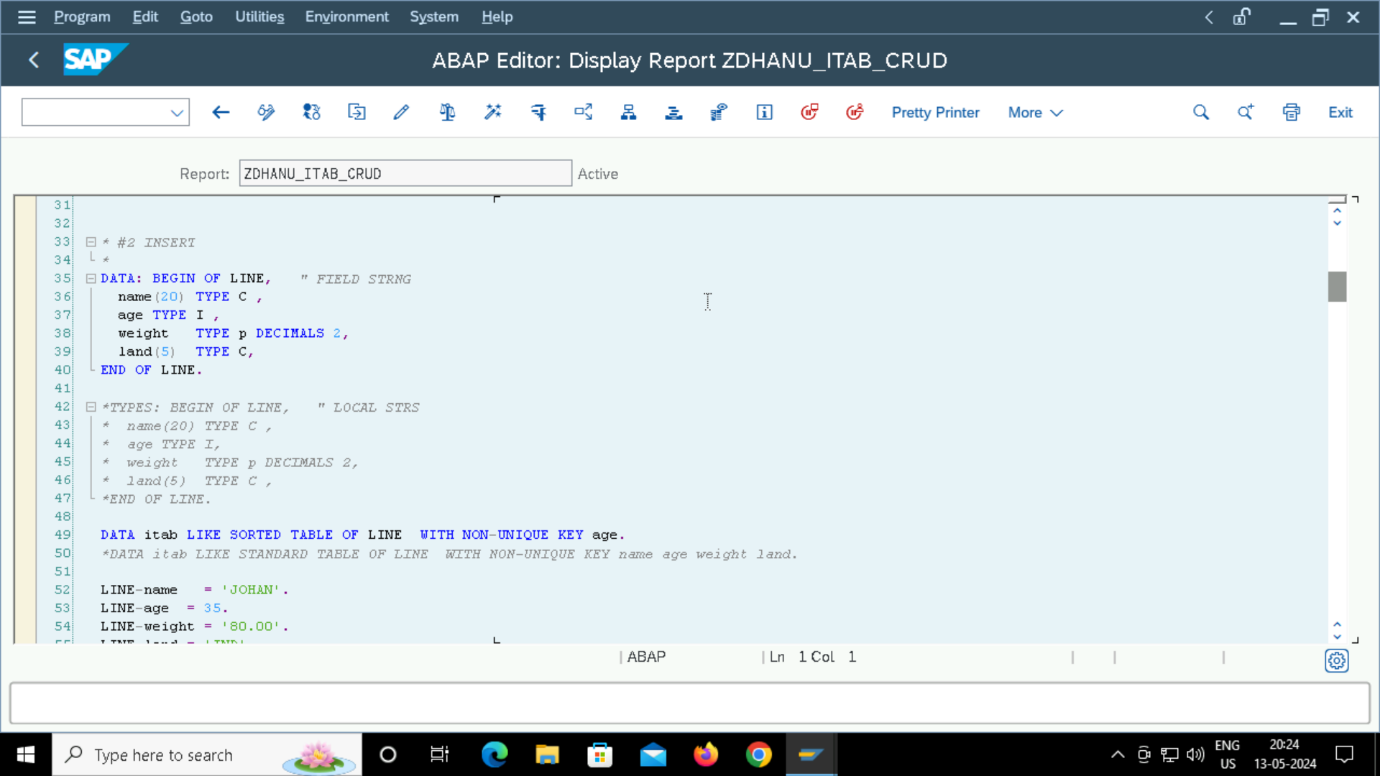 Program Edit Goto Utilities Environment System Help
SAP ABAP Editor: Display Report ZDHANU_ITAB_CRUD
Pretty Printer More Exit
Report: ZDHANU_ITAB_CRUD Active
31
32
33 * #2 INSERT
34 *
35 DATA: BEGIN OF LINE, " FIELD STRNG
36 name(20) TYPE C ,
37 age TYPE I ,
38 weight TYPE p DECIMALS 2,
39 land(5) TYPE C,
40 END OF LINE.
41
42 *TYPES: BEGIN OF LINE, " LOCAL STRS
43 * name(20) TYPE C ,
44 * age TYPE I,
45 * weight TYPE p DECIMALS 2,
46 * land(5) TYPE C ,
47 *END OF LINE.
48
49 DATA itab LIKE SORTED TABLE OF LINE WITH NON-UNIQUE KEY age.
50 *DATA itab LIKE STANDARD TABLE OF LINE WITH NON-UNIQUE KEY name age weight land.
51
52 LINE-name = 'JOHAN'.
53 LINE-age = 35.
54 LINE-weight = '80.00'.
ABAP Ln 1 Col 1
Type here to search
ENG 20:24
US 13-05-2024